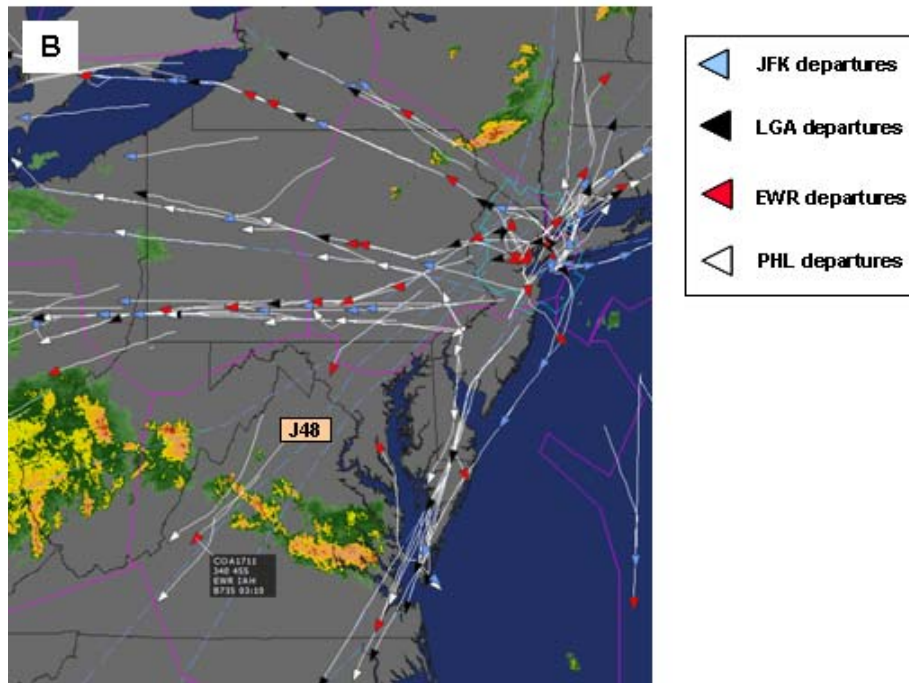 B
JFK departures
LGA departures
EWR departures
PHL departures
J48
COA1711
340 455
EWR IAH
B735 03:10